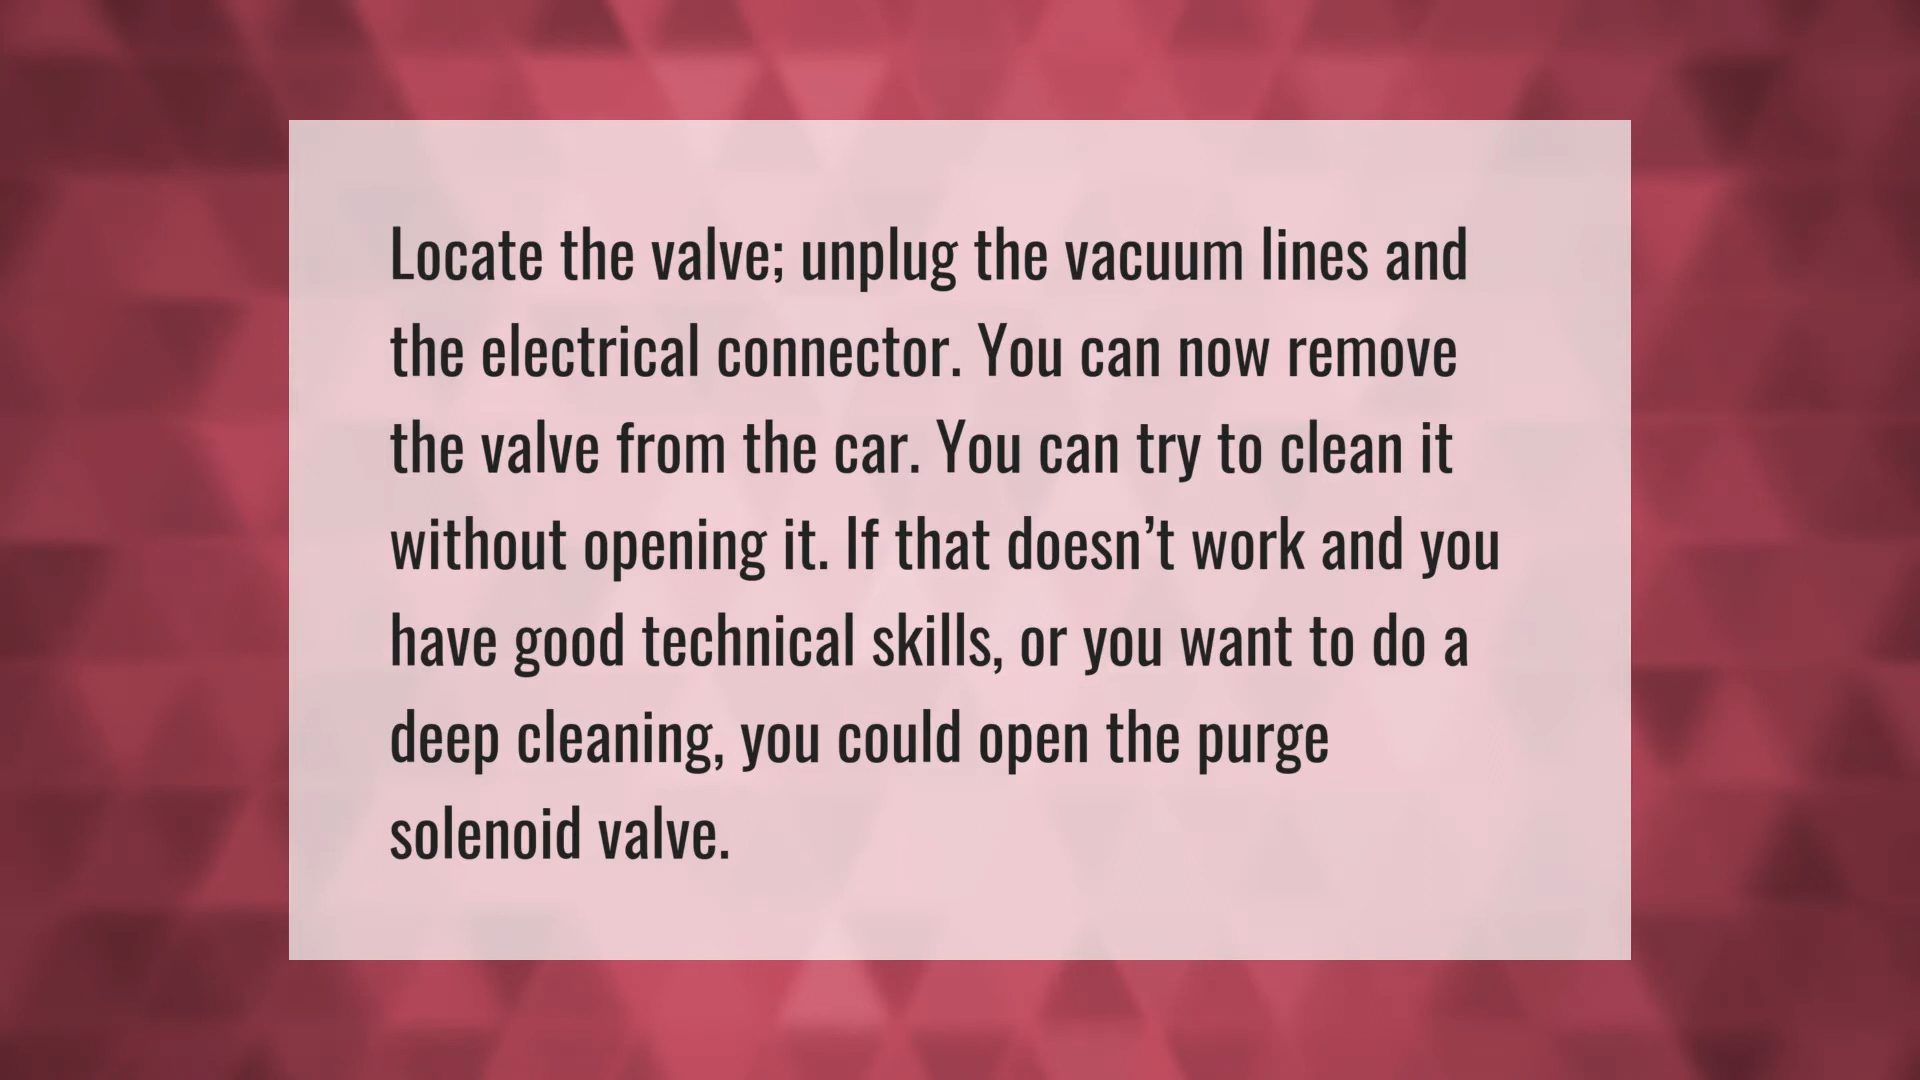 Locate the valve; unplug the vacuum lines and
the electrical connector. You can now remove
the valve from the car. You can try to clean it
without opening it. If that doesn’t work and you
have good technical skills, or you want to do a
deep cleaning, you could open the purge
solenoid valve.